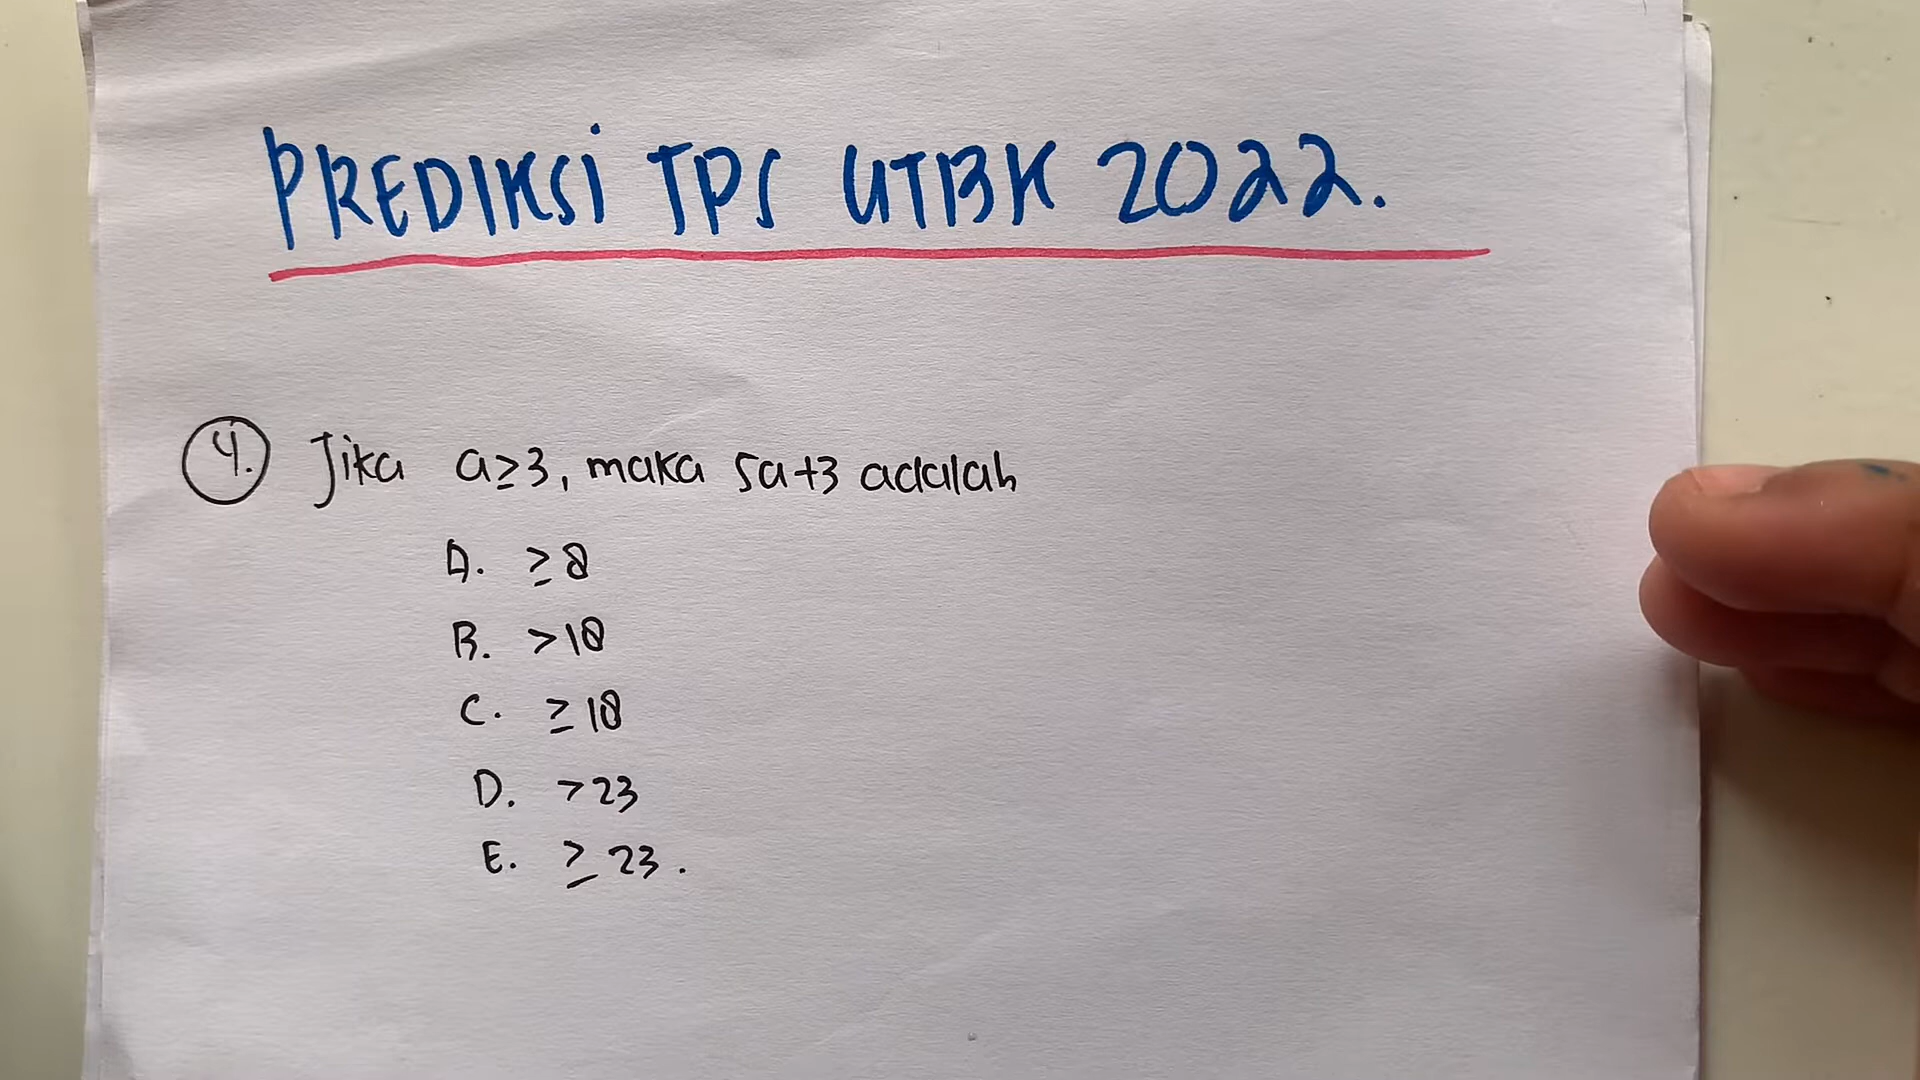 PREDIKSI TPS UTBK 2022.
4. Jika a≥3, maka 5a+3 adalah
A. ≥8
B. >18
C. ≥18
D. >23
E. ≥23.